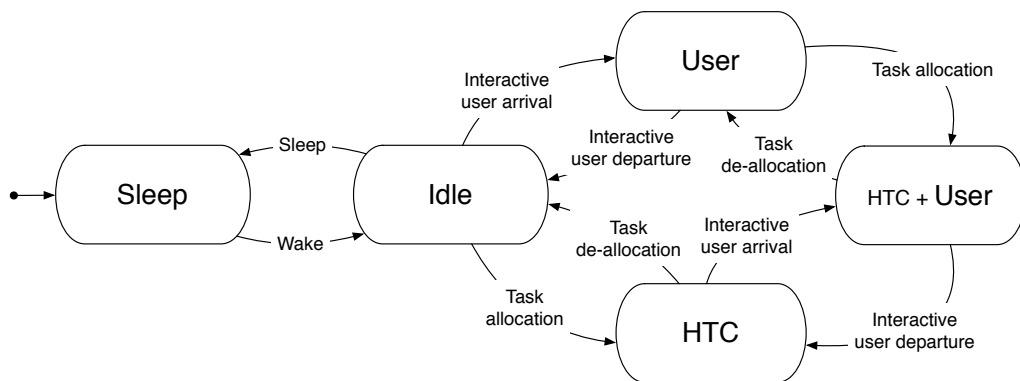 User
Task allocation
Interactive
user arrival
Interactive
user departure
Task
de-allocation
Sleep
Sleep
Idle
HTC + User
Wake
Task
de-allocation
Interactive
user arrival
Task
allocation
HTC
Interactive
user departure